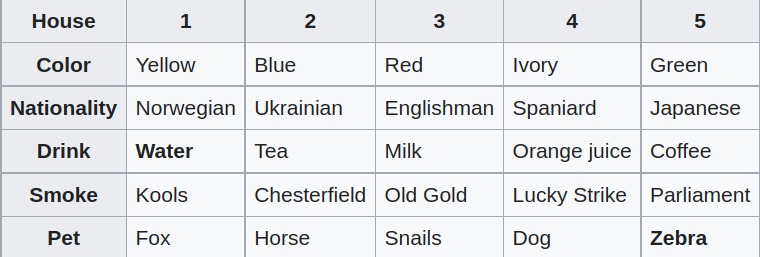 House 1 2 3 4 5
Color Yellow Blue Red Ivory Green
Nationality Norwegian Ukrainian Englishman Spaniard Japanese
Drink Water Tea Milk Orange juice Coffee
Smoke Kools Chesterfield Old Gold Lucky Strike Parliament
Pet Fox Horse Snails Dog Zebra